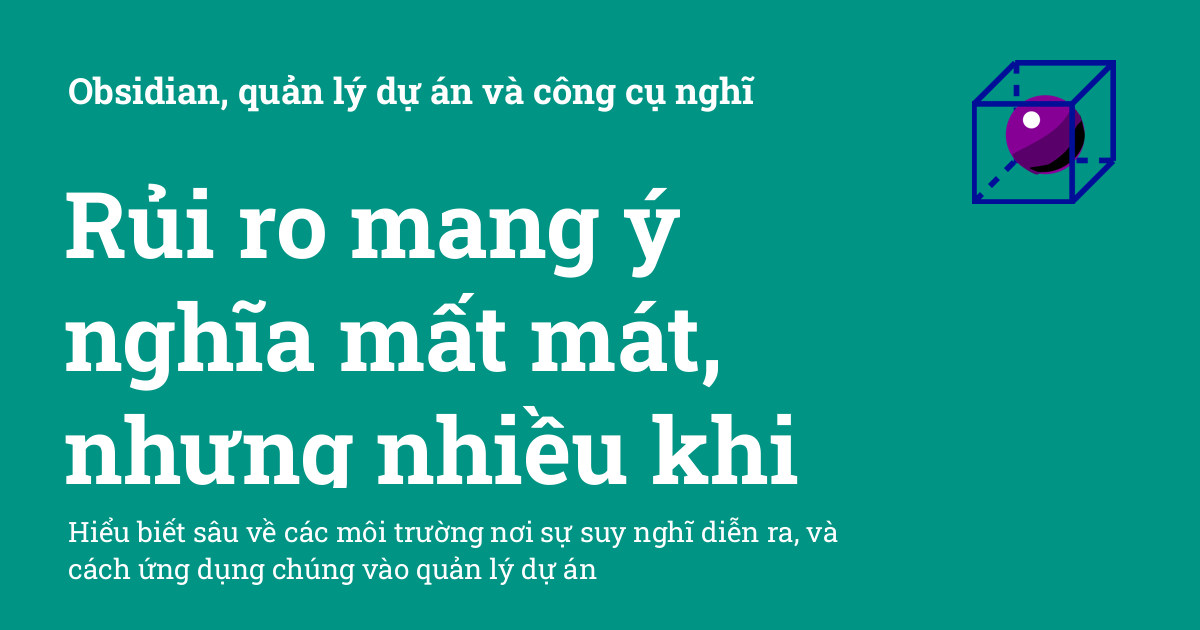 Obsidian, quản lý dự án và công cụ nghĩ
Rủi ro mang ý
nghĩa mất mát,
nhưng nhiều khi
Hiểu biết sâu về các môi trường nơi sự suy nghĩ diễn ra, và
cách ứng dụng chúng vào quản lý dự án